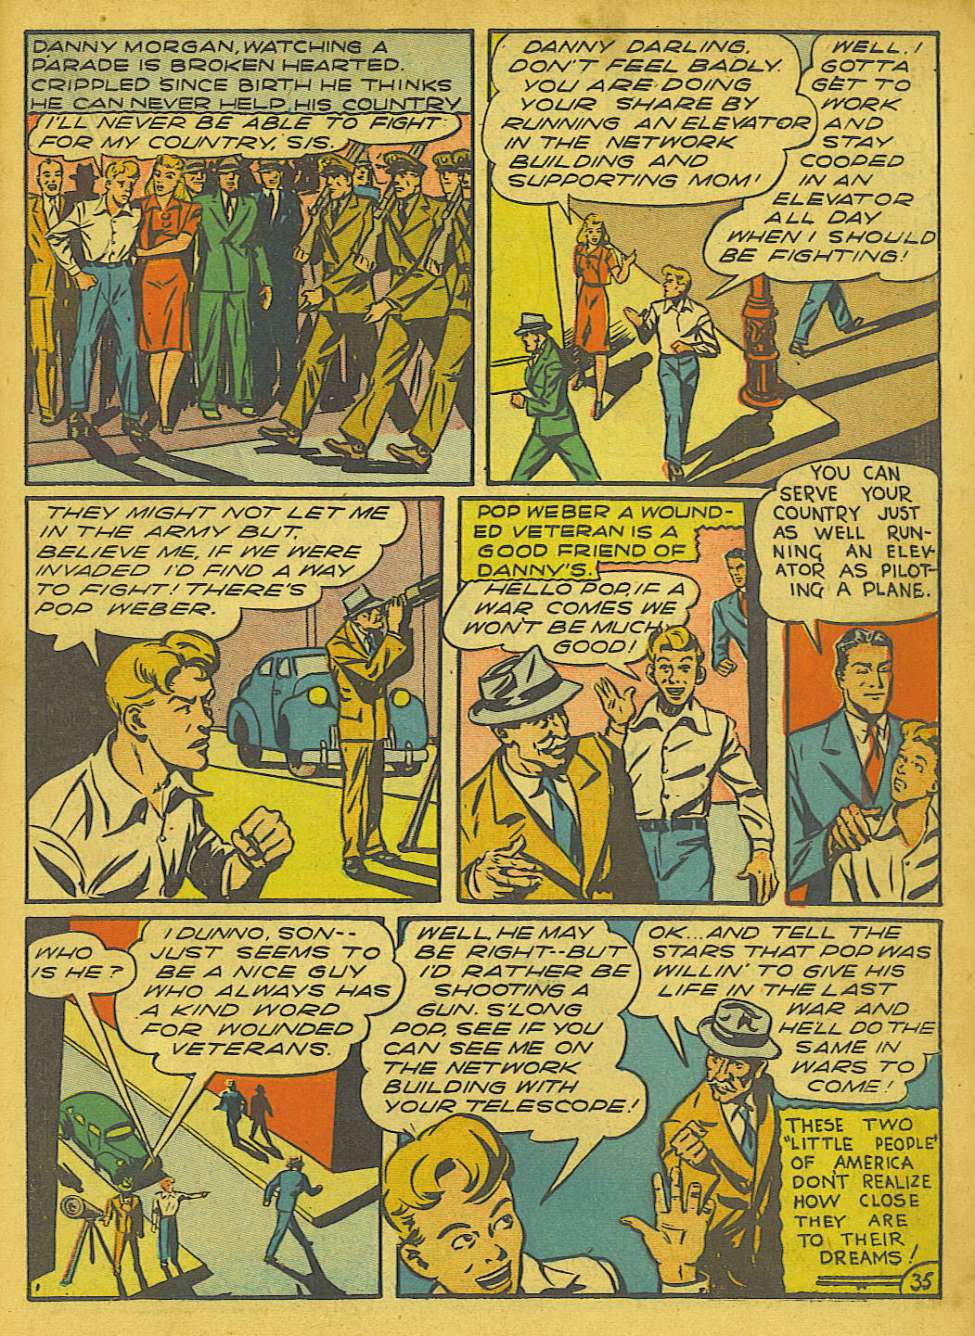 DANNY MORGAN, WATCHING A
PARADE IS BROKEN HEARTED.
CRIPPLED SINCE BIRTH HE THINKS
HE CAN NEVER HELP HIS COUNTRY
I'LL NEVER BE ABLE TO FIGHT
FOR MY COUNTRY, SIS.
DANNY DARLING,
DON'T FEEL BADLY.
YOU ARE DOING
YOUR SHARE BY
RUNNING AN ELEVATOR
IN THE NETWORK
BUILDING AND
SUPPORTING MOM!
WELL, I
GOTTA
GET TO
WORK
AND
STAY
COOPED
IN AN
ELEVATOR
ALL DAY
WHEN I SHOULD
BE FIGHTING!
THEY MIGHT NOT LET ME
IN THE ARMY BUT,
BELIEVE ME, IF WE WERE
INVADED I'D FIND A WAY
TO FIGHT! THERE'S
POP WEBER.
POP WEBER A WOUND-
ED VETERAN IS A
GOOD FRIEND OF
DANNY'S.
HELLO POP, IF A
WAR COMES WE
WON'T BE MUCH
GOOD!
YOU CAN
SERVE YOUR
COUNTRY JUST
AS WELL RUN-
NING AN ELEV-
ATOR AS PILOT-
ING A PLANE.
WHO
IS HE?
I DUNNO, SON--
JUST SEEMS TO
BE A NICE GUY
WHO ALWAYS HAS
A KIND WORD
FOR WOUNDED
VETERANS.
WELL, HE MAY
BE RIGHT--BUT
I'D RATHER BE
SHOOTING A
GUN. S'LONG
POP. SEE IF YOU
CAN SEE ME ON
THE NETWORK
BUILDING WITH
YOUR TELESCOPE!
OK...AND TELL THE
STARS THAT POP WAS
WILLIN' TO GIVE HIS
LIFE IN THE LAST
WAR AND
HELL DO THE
SAME IN
WARS TO
COME!
THESE TWO
"LITTLE PEOPLE"
OF AMERICA
DON'T REALIZE
HOW CLOSE
THEY ARE
TO THEIR
DREAMS!
35